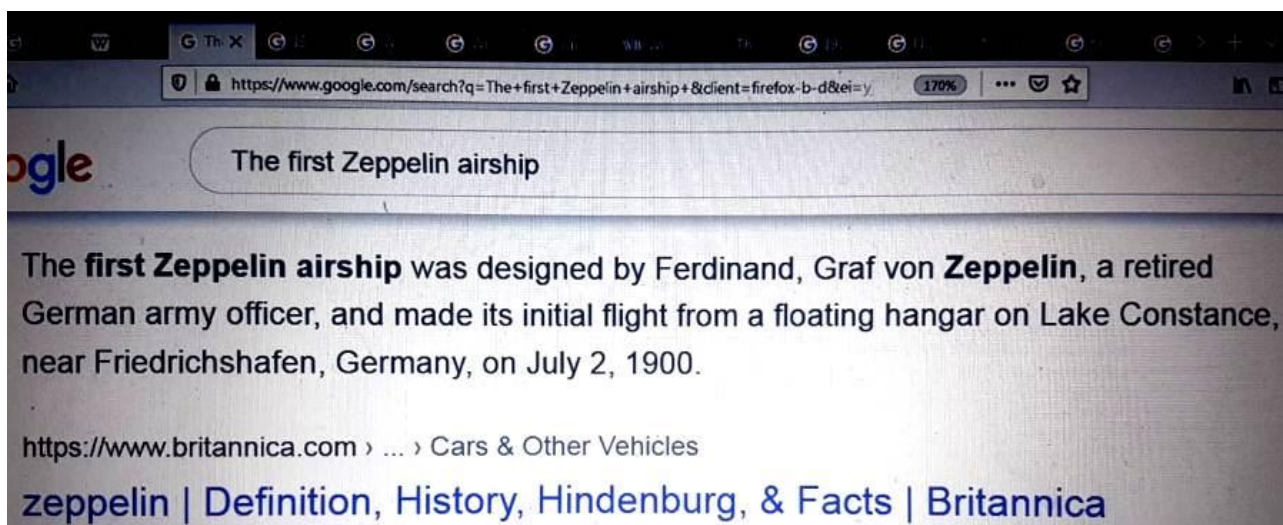 G Th X
https://www.google.com/search?q=The+first+Zeppelin+airship+&client=firefox-b-d&ei=y 170%
ogle The first Zeppelin airship
The first Zeppelin airship was designed by Ferdinand, Graf von Zeppelin, a retired
German army officer, and made its initial flight from a floating hangar on Lake Constance,
near Friedrichshafen, Germany, on July 2, 1900.
https://www.britannica.com › ... › Cars & Other Vehicles
zeppelin | Definition, History, Hindenburg, & Facts | Britannica